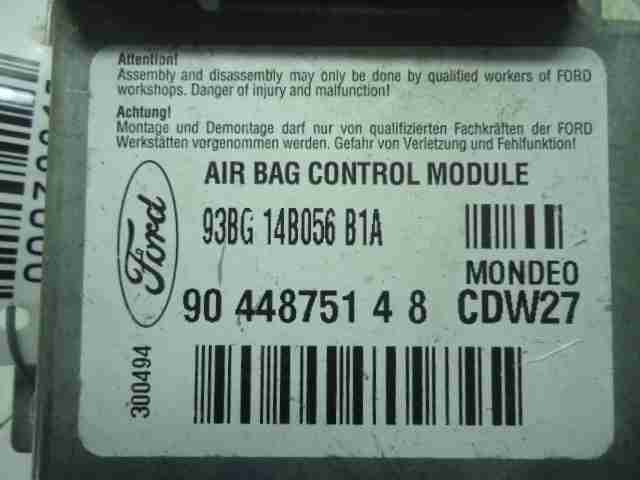 Attention!
Assembly and disassembly may only be done by qualified workers of FORD
workshops. Danger of injury and malfunction!
Achtung!
Montage und Demontage darf nur von qualifizierten Fachkräften der FORD
Werkstätten vorgenommen werden. Gefahr von Verletzung und Fehlfunktion!
AIR BAG CONTROL MODULE
Ford
93BG 14B056 B1A
MONDEO
90 448751 4 8 CDW27
300494